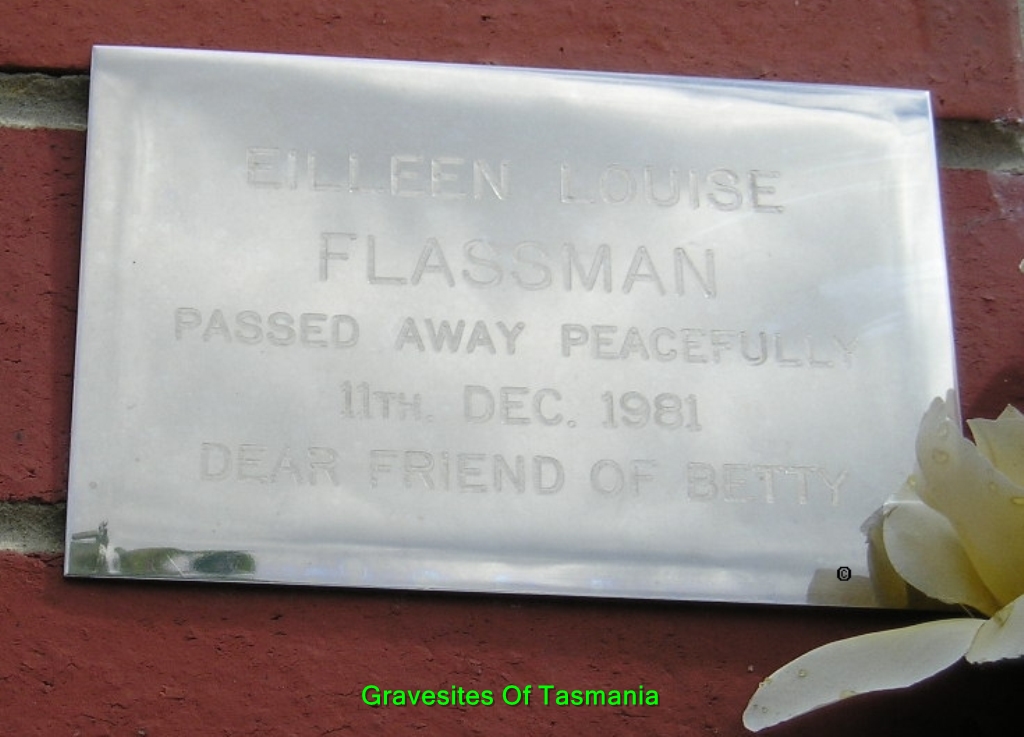 EILLEEN LOUISE
FLASSMAN
PASSED AWAY PEACEFULLY
11TH. DEC. 1981
DEAR FRIEND OF BETTY
©
Gravesites Of Tasmania